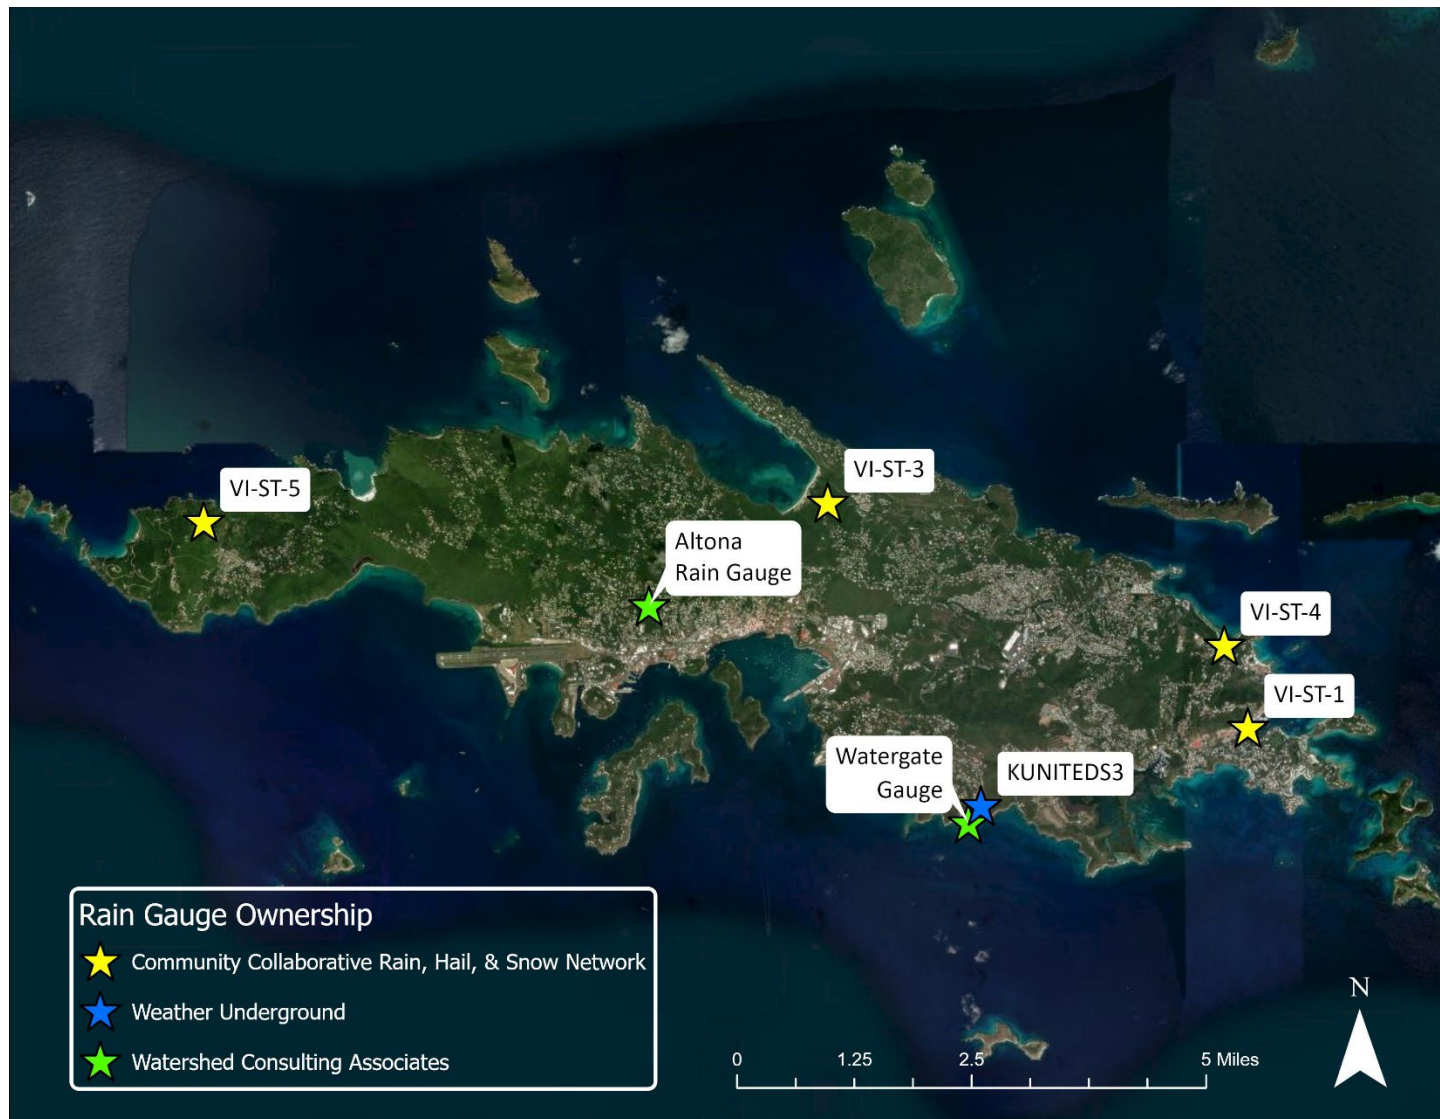 VI-ST-5
VI-ST-3
Altona
Rain Gauge
VI-ST-4
VI-ST-1
Watergate
Gauge
KUNITEDS3
Rain Gauge Ownership
Community Collaborative Rain, Hail, & Snow Network
Weather Underground
Watershed Consulting Associates
0 1.25 2.5 5 Miles
N